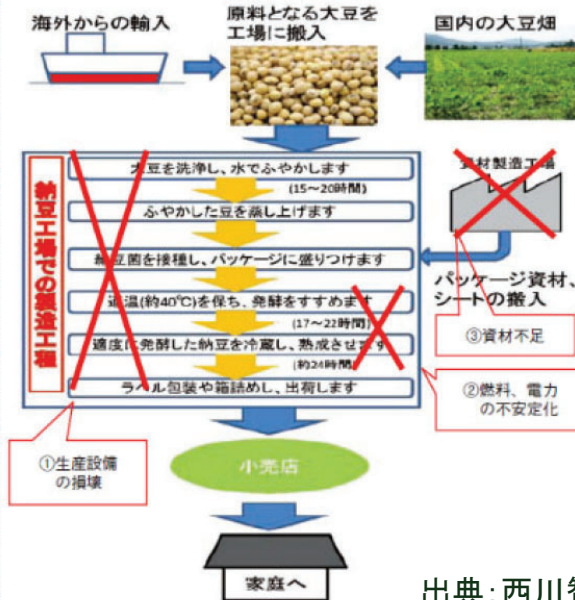 海外からの輸入
原料となる大豆を
工場に搬入
国内の大豆畑
納豆工場での製造工程
大豆を洗浄し、水でふやかします
(15〜20時間)
ふやかした豆を蒸し上げます
納豆菌を接種し、パッケージに盛りつけます
適温(約40℃)を保ち、発酵をすすめます
(17〜22時間)
適度に発酵した納豆を冷蔵し、熟成させます
(約24時間)
ラベル包装や箱詰めし、出荷します
資材製造工場
パッケージ資材、
シートの搬入
③資材不足
②燃料、電力
の不安定化
①生産設備
の損壊
小売店
家庭へ
出典:西川